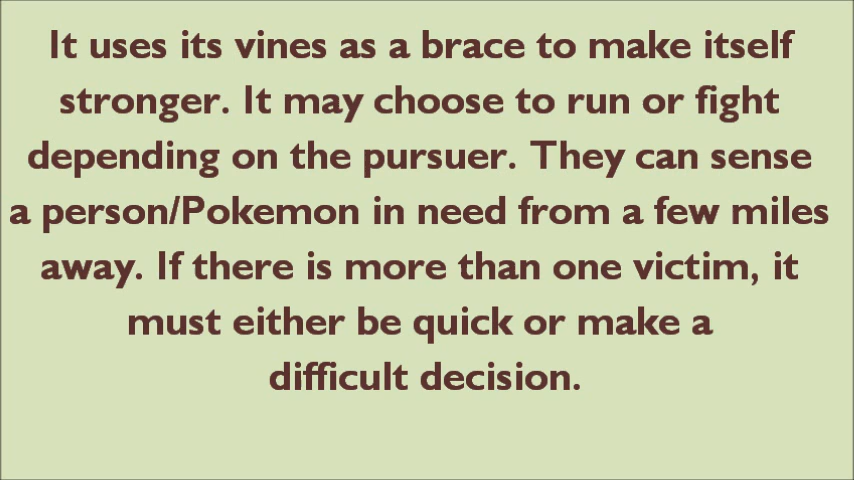 It uses its vines as a brace to make itself
stronger. It may choose to run or fight
depending on the pursuer. They can sense
a person/Pokemon in need from a few miles
away. If there is more than one victim, it
must either be quick or make a
difficult decision.